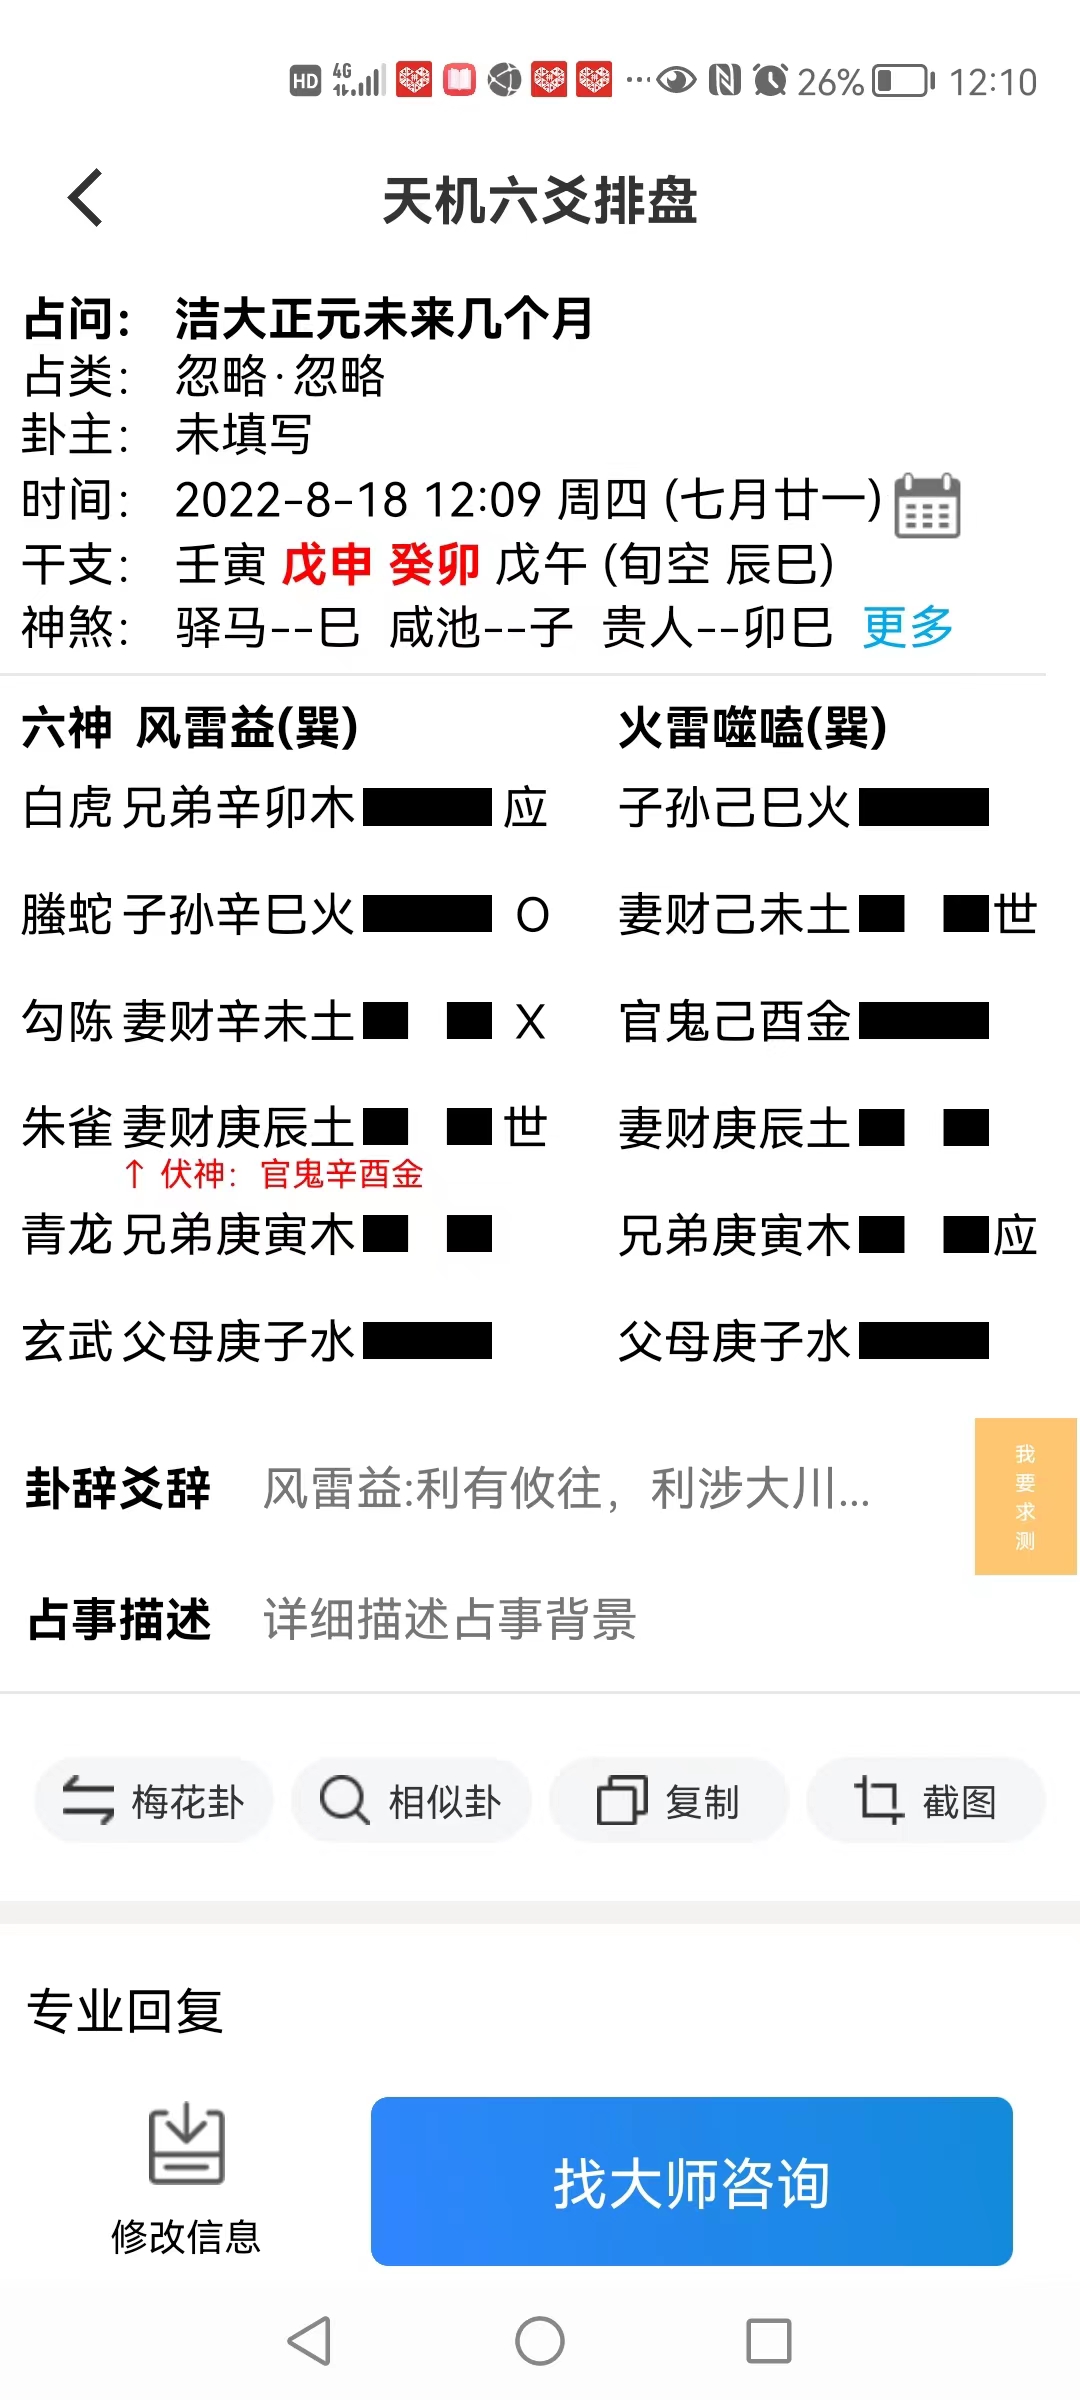 HD 4G 26% 12:10
天机六爻排盘
占问： 洁大正元未来几个月
占类： 忽略·忽略
卦主： 未填写
时间： 2022-8-18 12:09 周四 (七月廿一)
干支： 壬寅 戊申 癸卯 戊午 (旬空 辰巳)
神煞： 驿马--巳 咸池--子 贵人--卯巳 更多
六神 风雷益(巽) 火雷噬嗑(巽)
白虎 兄弟辛卯木 应 子孙己巳火
螣蛇 子孙辛巳火 O 妻财己未土 世
勾陈 妻财辛未土 X 官鬼己酉金
朱雀 妻财庚辰土 世 妻财庚辰土
↑ 伏神： 官鬼辛酉金
青龙 兄弟庚寅木 兄弟庚寅木 应
玄武 父母庚子水 父母庚子水
我要求测
卦辞爻辞 风雷益:利有攸往，利涉大川...
占事描述 详细描述占事背景
梅花卦 相似卦 复制 截图
专业回复
找大师咨询
修改信息